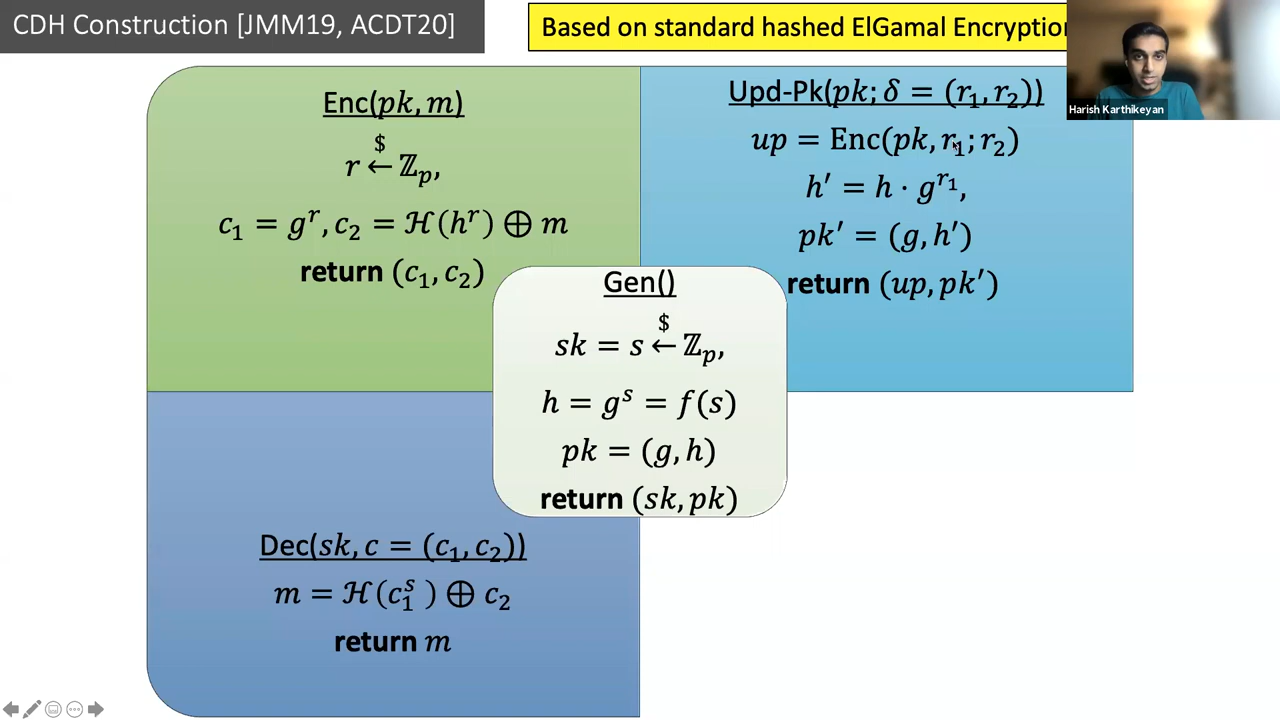 CDH Construction [JMM19, ACDT20]
Based on standard hashed ElGamal Encryption
Harish Karthikeyan
Enc(pk, m)
r ←$ ℤ_p,
c₁ = g^r, c₂ = ℋ(h^r) ⊕ m
return (c₁, c₂)
Upd-Pk(pk; δ = (r₁, r₂))
up = Enc(pk, r₁; r₂)
h′ = h · g^{r₁},
pk′ = (g, h′)
return (up, pk′)
Gen()
sk = s ←$ ℤ_p,
h = g^s = f(s)
pk = (g, h)
return (sk, pk)
Dec(sk, c = (c₁, c₂))
m = ℋ(c₁^s) ⊕ c₂
return m